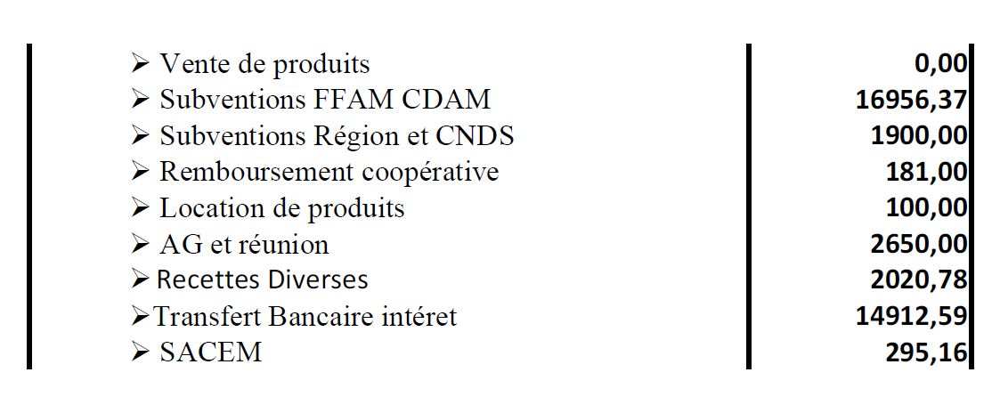 ➢ Vente de produits 0,00
➢ Subventions FFAM CDAM 16956,37
➢ Subventions Région et CNDS 1900,00
➢ Remboursement coopérative 181,00
➢ Location de produits 100,00
➢ AG et réunion 2650,00
➢ Recettes Diverses 2020,78
➢Transfert Bancaire intéret 14912,59
➢ SACEM 295,16